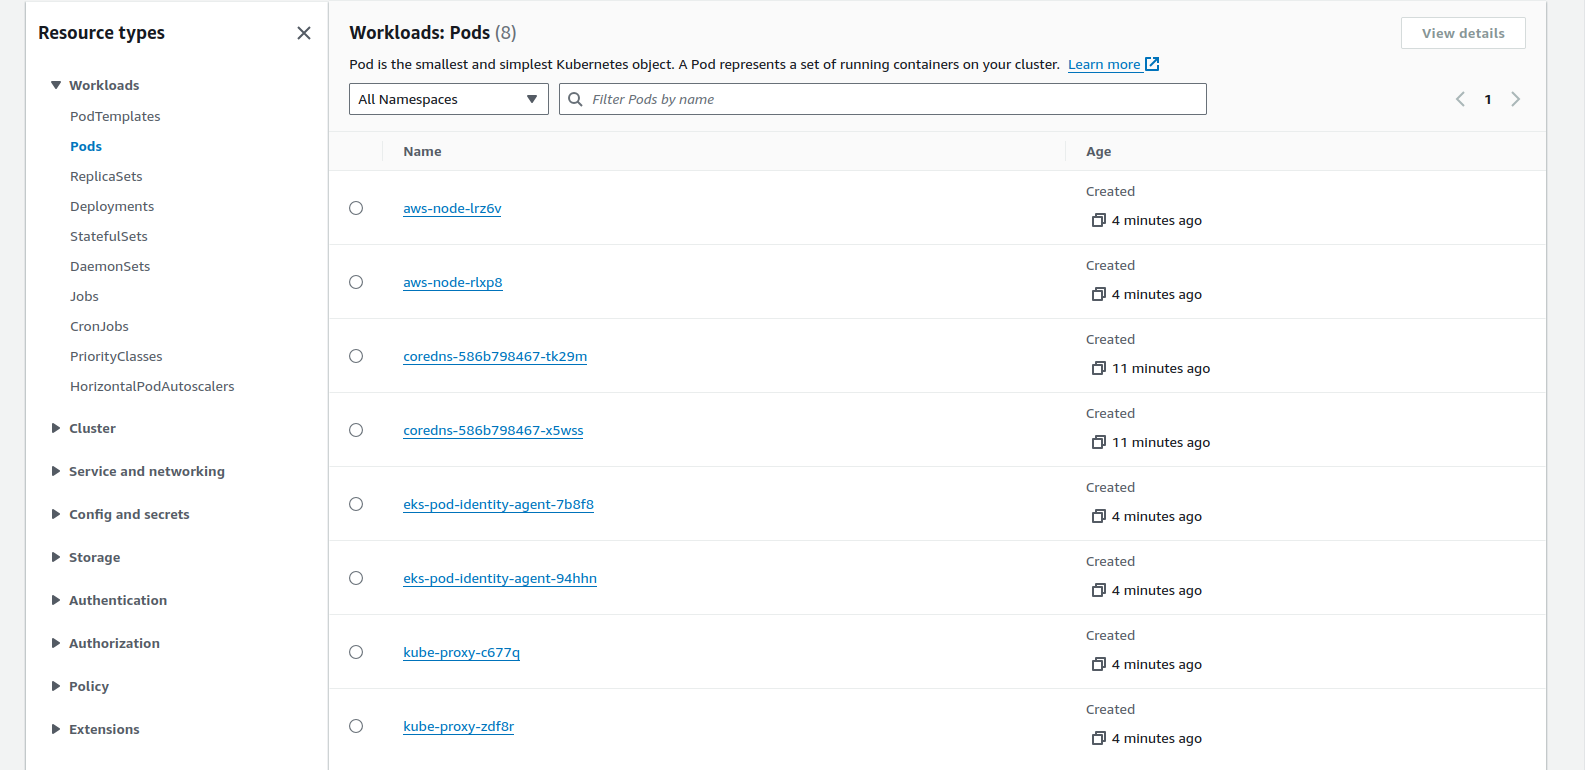 Resource types
Workloads
PodTemplates
Pods
ReplicaSets
Deployments
StatefulSets
DaemonSets
Jobs
CronJobs
PriorityClasses
HorizontalPodAutoscalers
Cluster
Service and networking
Config and secrets
Storage
Authentication
Authorization
Policy
Extensions
Workloads: Pods (8)
View details
Pod is the smallest and simplest Kubernetes object. A Pod represents a set of running containers on your cluster. Learn more
All Namespaces
Filter Pods by name
1
Name Age
aws-node-lrz6v
Created
4 minutes ago
aws-node-rlxp8
Created
4 minutes ago
coredns-586b798467-tk29m
Created
11 minutes ago
coredns-586b798467-x5wss
Created
11 minutes ago
eks-pod-identity-agent-7b8f8
Created
4 minutes ago
eks-pod-identity-agent-94hhn
Created
4 minutes ago
kube-proxy-c677q
Created
4 minutes ago
kube-proxy-zdf8r
Created
4 minutes ago